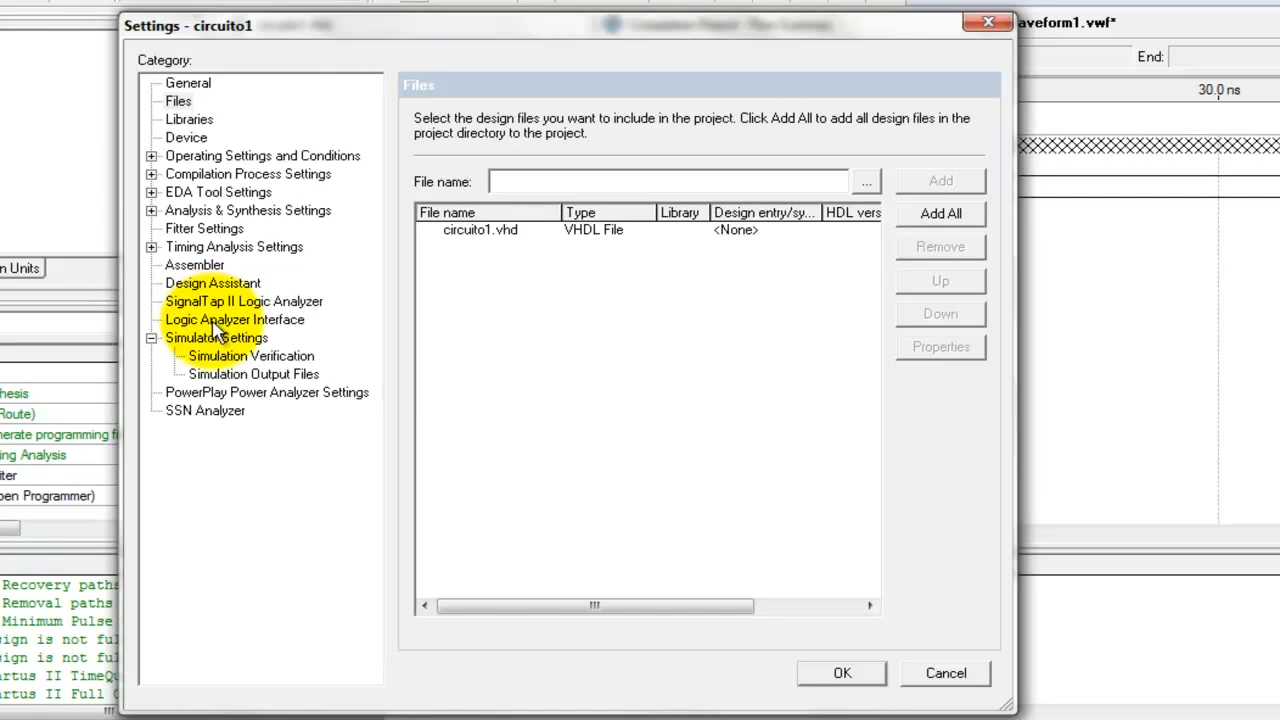 Settings - circuito1
aveform1.vwf*
Category:
End:
General
Files
Libraries
Device
Operating Settings and Conditions
Compilation Process Settings
EDA Tool Settings
Analysis & Synthesis Settings
Fitter Settings
Timing Analysis Settings
Assembler
Design Assistant
SignalTap II Logic Analyzer
Logic Analyzer Interface
Simulator Settings
Simulation Verification
Simulation Output Files
PowerPlay Power Analyzer Settings
SSN Analyzer
Files
Select the design files you want to include in the project. Click Add All to add all design files in the
project directory to the project.
File name:
...
Add
File name Type Library Design entry/sy... HDL vers
circuito1.vhd VHDL File <None>
Add All
Remove
Up
Down
Properties
OK
Cancel
30.0 ns
n Units
hesis
Route)
nerate programming fi
ing Analysis
iter
pen Programmer)
Recovery paths
Removal paths
Minimum Pulse
sign is not ful
sign is not ful
artus II TimeQu
artus II Full C